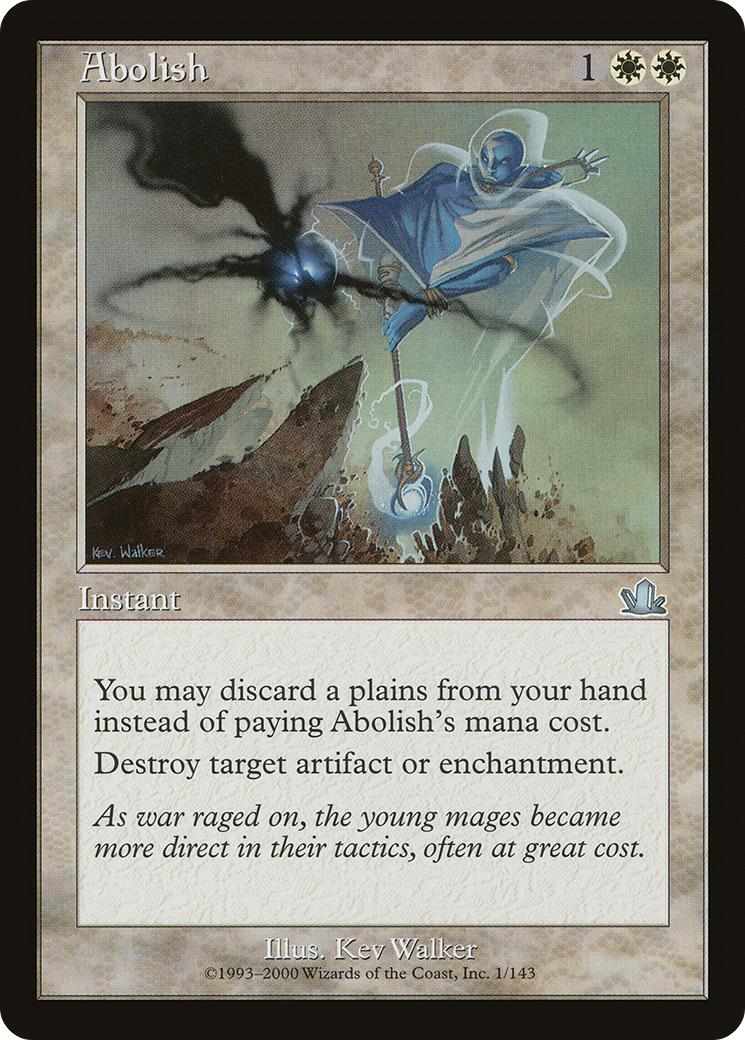 Abolish 1
Kev. Walker
Instant
You may discard a plains from your hand
instead of paying Abolish's mana cost.
Destroy target artifact or enchantment.
As war raged on, the young mages became
more direct in their tactics, often at great cost.
Illus. Kev Walker
©1993–2000 Wizards of the Coast, Inc. 1/143